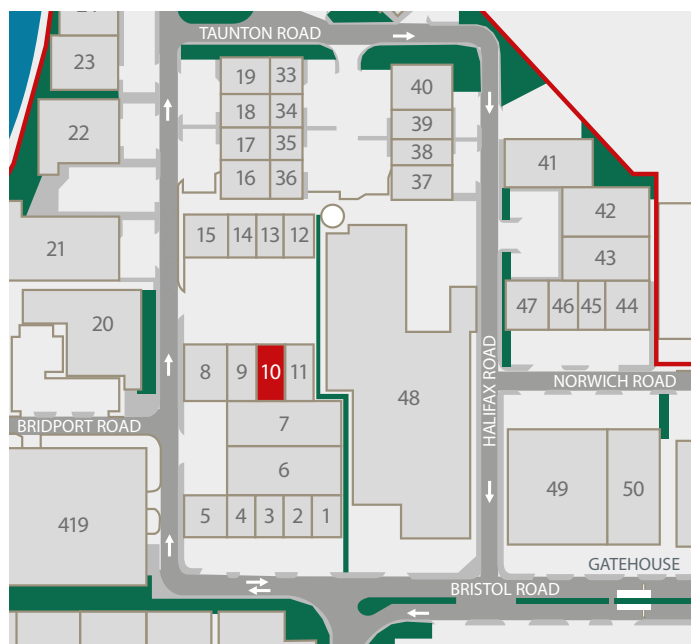 24
TAUNTON ROAD
23
19 33
40
18 34
22
39
17 35
38
41
16 36
37
42
15 14 13 12
21
43
47 46 45 44
20
8 9 10 11
HALIFAX ROAD
NORWICH ROAD
48
BRIDPORT ROAD
7
6
49 50
5 4 3 2 1
419
GATEHOUSE
BRISTOL ROAD